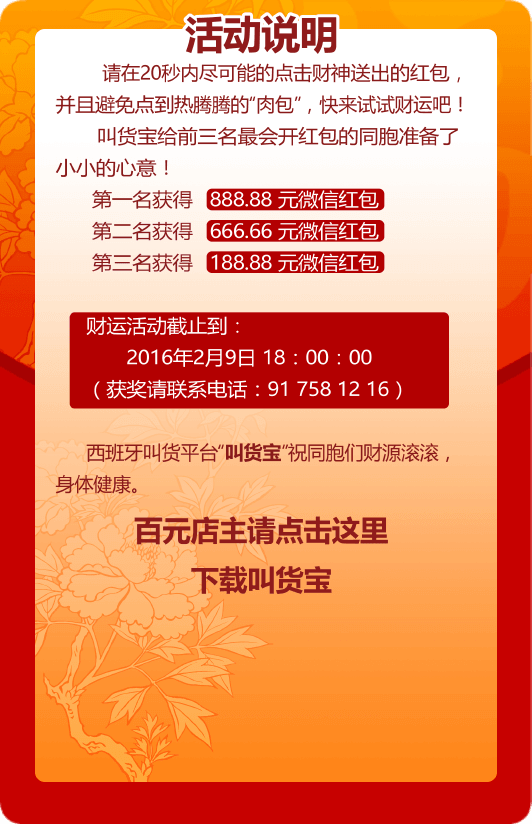 活动说明
请在20秒内尽可能的点击财神送出的红包，
并且避免点到热腾腾的“肉包”，快来试试财运吧！
叫货宝给前三名最会开红包的同胞准备了
小小的心意！
第一名获得 888.88 元微信红包
第二名获得 666.66 元微信红包
第三名获得 188.88 元微信红包
财运活动截止到：
2016年2月9日 18：00：00
（获奖请联系电话：91 758 12 16）
西班牙叫货平台“叫货宝”祝同胞们财源滚滚，
身体健康。
百元店主请点击这里
下载叫货宝